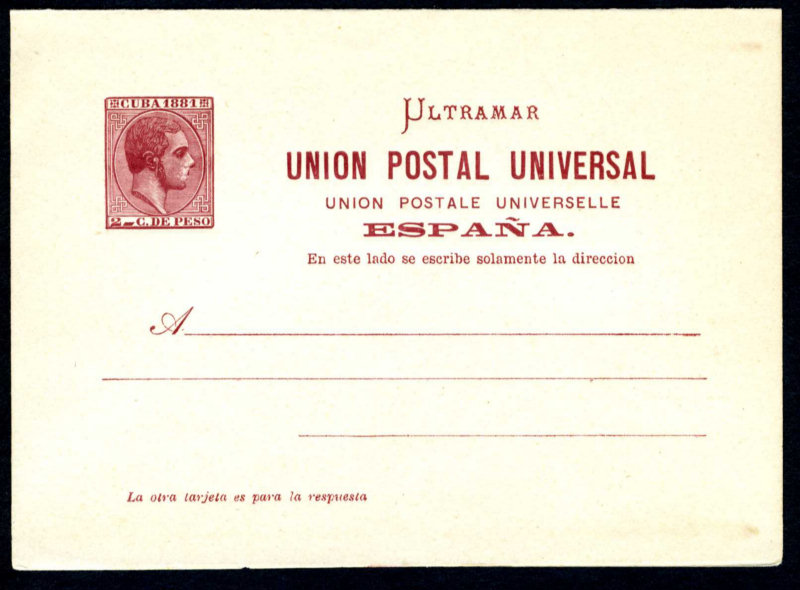 CUBA 1881
2 C. DE PESO
ULTRAMAR
UNION POSTAL UNIVERSAL
UNION POSTALE UNIVERSELLE
ESPAÑA.
En este lado se escribe solamente la direccion
A
La otra tarjeta es para la respuesta